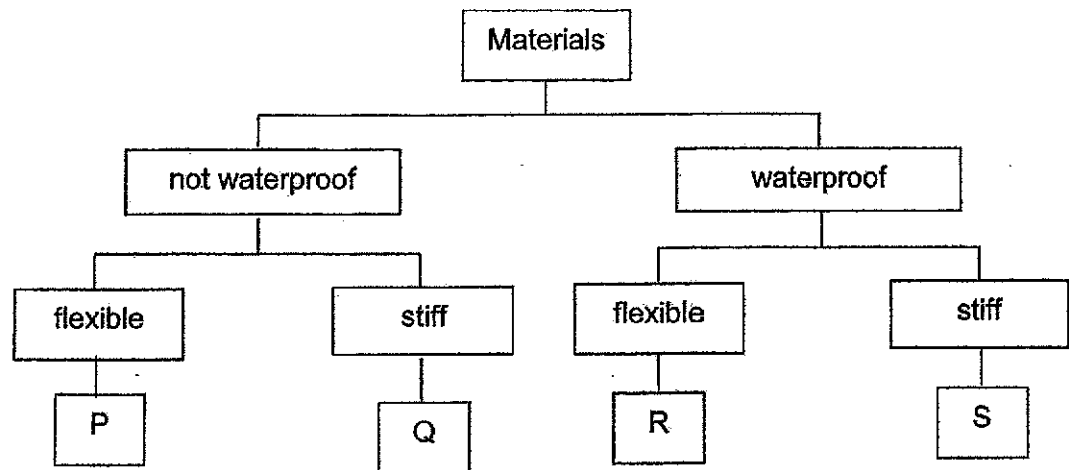 Materials
not waterproof
waterproof
flexible
stiff
flexible
stiff
P
Q
R
S